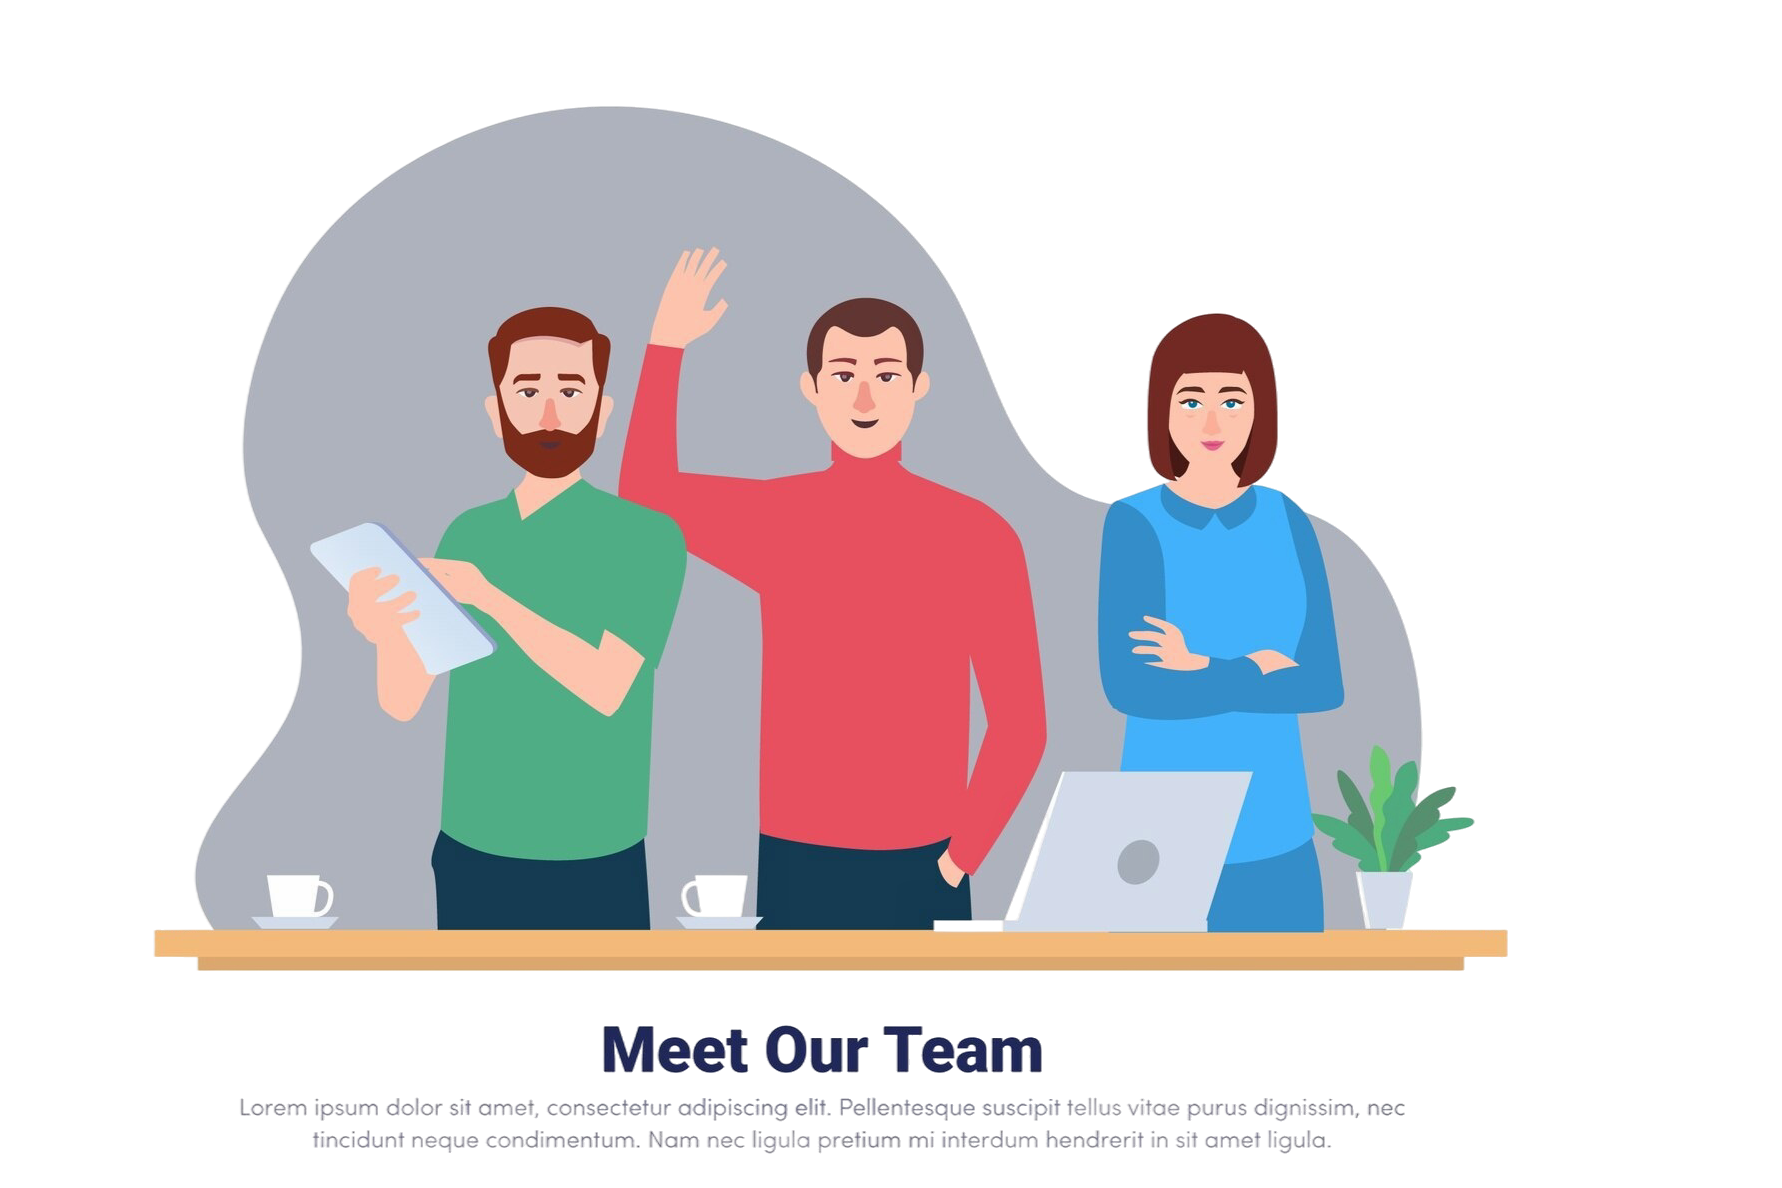 Meet Our Team
Lorem ipsum dolor sit amet, consectetur adipiscing elit. Pellentesque suscipit tellus vitae purus dignissim, nec
tincidunt neque condimentum. Nam nec ligula pretium mi interdum hendrerit in sit amet ligula.